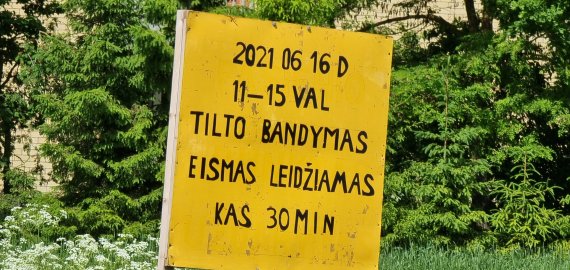 2021 06 16 D
11-15 VAL
TILTO BANDYMAS
EISMAS LEIDŽIAMAS
KAS 30 MIN